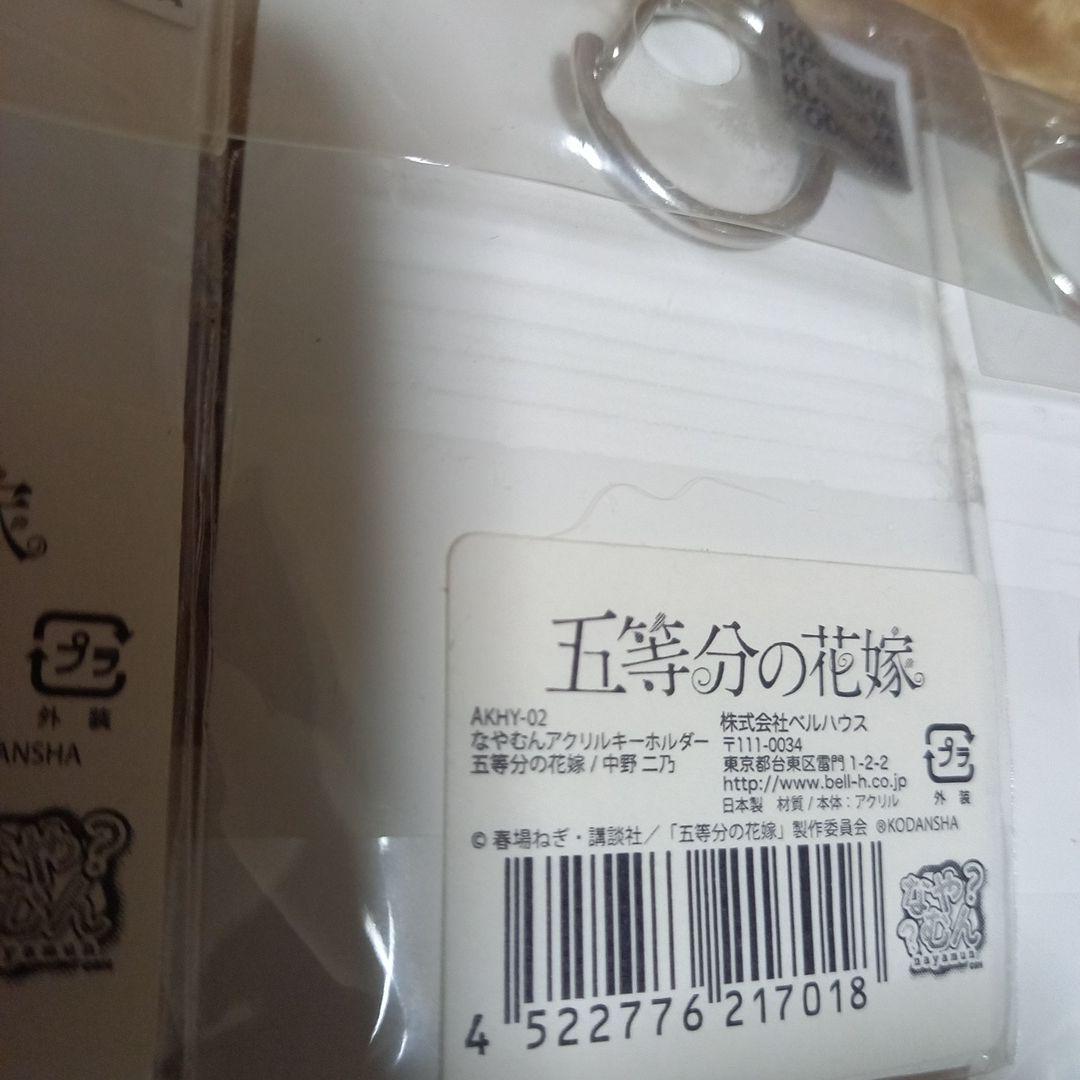 五等分の花嫁
AKHY-02
なやむんアクリルキーホルダー
五等分の花嫁 / 中野 二乃
株式会社ベルハウス
〒111-0034
東京都台東区雷門 1-2-2
http://www.bell-h.co.jp
日本製　材質 / 本体：アクリル
プラ
外 装
© 春場ねぎ・講談社／「五等分の花嫁」製作委員会 ®KODANSHA
4 522776 217018
なや?
?むん
nayamun
プラ
外 装